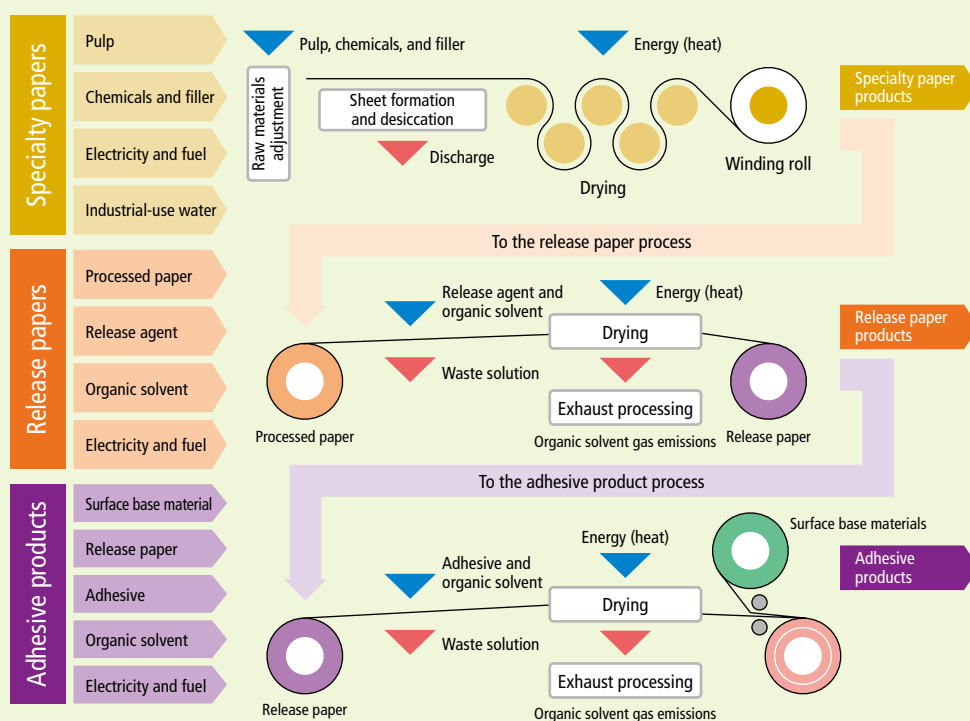 Specialty papers
Pulp
Chemicals and filler
Electricity and fuel
Industrial-use water
Pulp, chemicals, and filler
Energy (heat)
Raw materials
adjustment
Sheet formation
and desiccation
Discharge
Drying
Winding roll
Specialty paper
products
To the release paper process
Release papers
Processed paper
Release agent
Organic solvent
Electricity and fuel
Release agent and
organic solvent
Energy (heat)
Drying
Waste solution
Exhaust processing
Processed paper
Organic solvent gas emissions
Release paper
Release paper
products
To the adhesive product process
Adhesive products
Surface base material
Release paper
Adhesive
Organic solvent
Electricity and fuel
Adhesive and
organic solvent
Energy (heat)
Surface base materials
Drying
Waste solution
Exhaust processing
Release paper
Organic solvent gas emissions
Adhesive
products